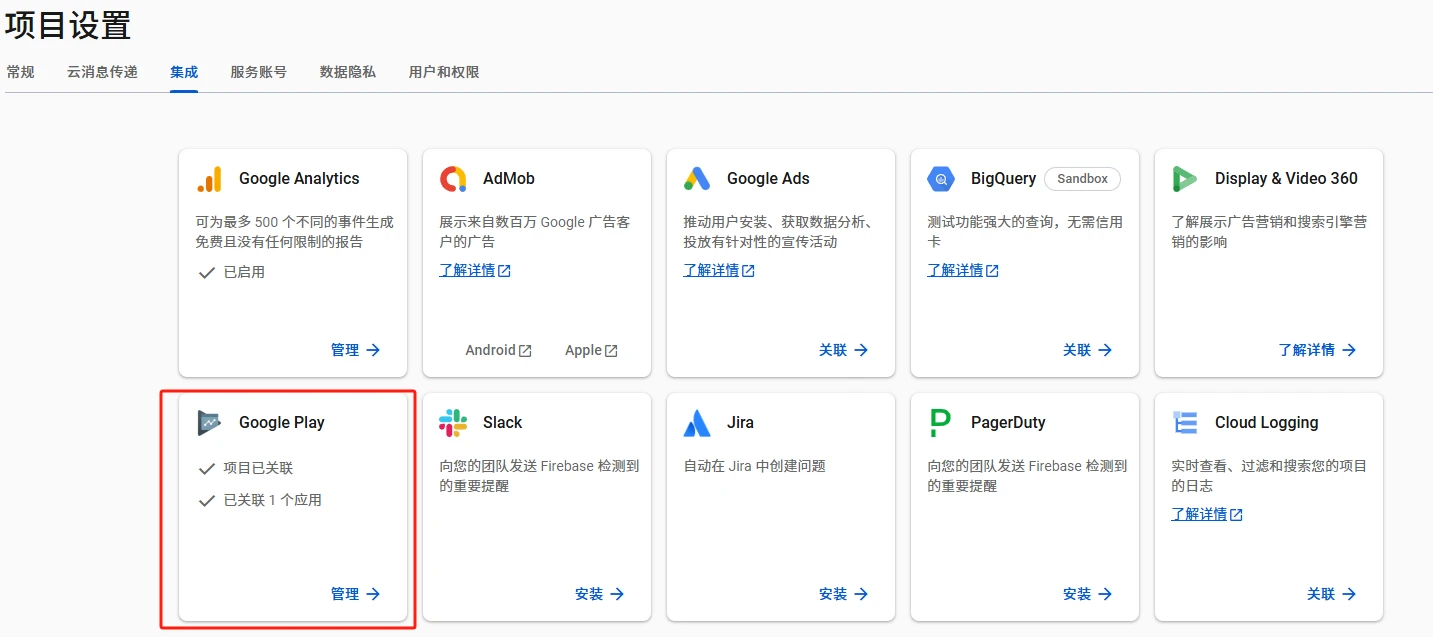 项目设置
常规 云消息传递 集成 服务账号 数据隐私 用户和权限
Google Analytics
可为最多 500 个不同的事件生成
免费且没有任何限制的报告
已启用
管理
AdMob
展示来自数百万 Google 广告客
户的广告
了解详情
Android Apple
Google Ads
推动用户安装、获取数据分析、
投放有针对性的宣传活动
了解详情
关联
BigQuery Sandbox
测试功能强大的查询，无需信用
卡
了解详情
关联
Display & Video 360
了解展示广告营销和搜索引擎营
销的影响
了解详情
Google Play
项目已关联
已关联 1 个应用
管理
Slack
向您的团队发送 Firebase 检测到
的重要提醒
安装
Jira
自动在 Jira 中创建问题
安装
PagerDuty
向您的团队发送 Firebase 检测到
的重要提醒
安装
Cloud Logging
实时查看、过滤和搜索您的项目
的日志
了解详情
关联